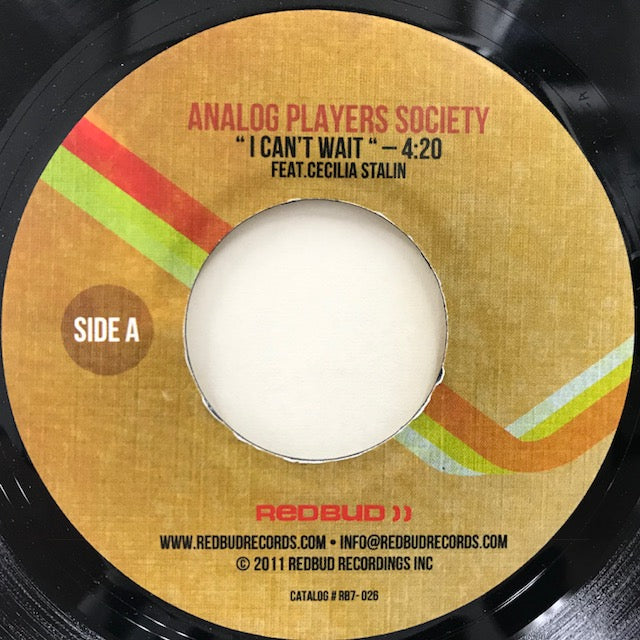 ANALOG PLAYERS SOCIETY
" I CAN'T WAIT " – 4:20
FEAT.CECILIA STALIN
SIDE A
REDBUD ))
WWW.REDBUDRECORDS.COM • INFO@REDBUDRECORDS.COM
© 2011 REDBUD RECORDINGS INC
CATALOG # RB7- 026